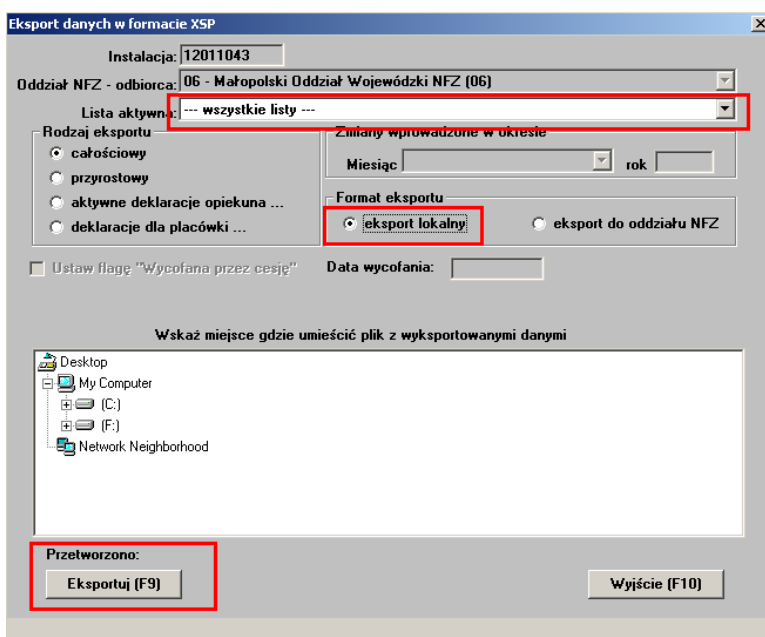 Eksport danych w formacie XSP
Instalacja: 12011043
Oddział NFZ - odbiorca: 06 - Małopolski Oddział Wojewódzki NFZ (06)
Lista aktywna: --- wszystkie listy ---
Rodzaj eksportu
całościowy
przyrostowy
aktywne deklaracje opiekuna ...
deklaracje dla placówki ...
Zmiany wprowadzone w okresie
Miesiąc rok
Format eksportu
eksport lokalny eksport do oddziału NFZ
Ustaw flagę "Wycofana przez cesję" Data wycofania:
Wskaż miejsce gdzie umieścić plik z wyksportowanymi danymi
Desktop
My Computer
(C:)
(F:)
Network Neighborhood
Przetworzono:
Eksportuj (F9) Wyjście (F10)